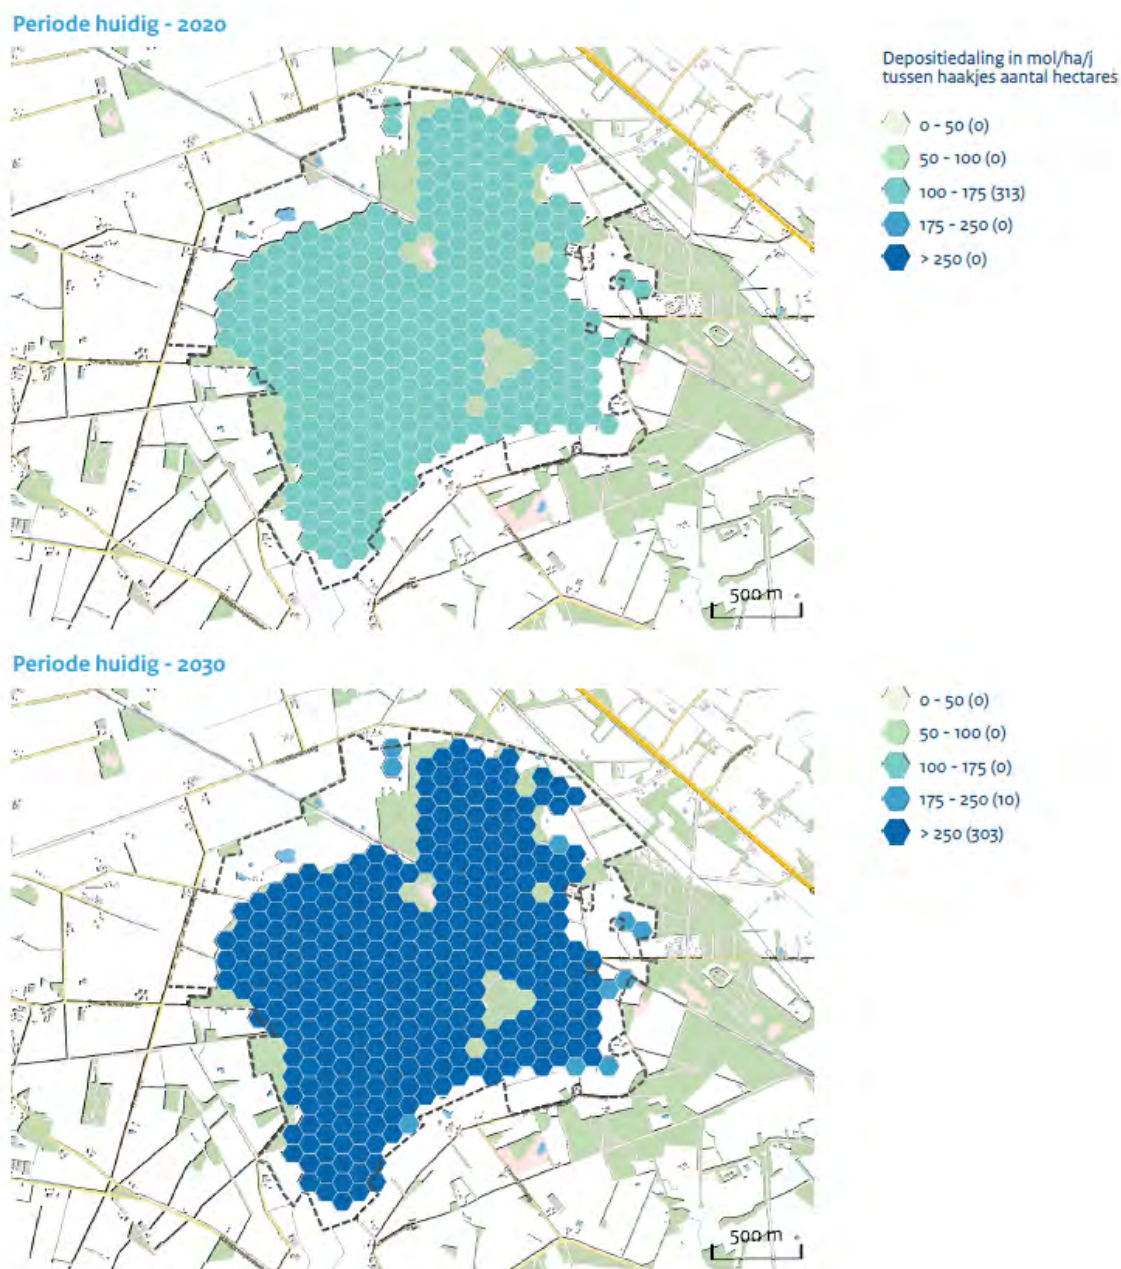 Periode huidig - 2020
Depositiedaling in mol/ha/j
tussen haakjes aantal hectares
0 - 50 (0)
50 - 100 (0)
100 - 175 (313)
175 - 250 (0)
> 250 (0)
500 m
Periode huidig - 2030
0 - 50 (0)
50 - 100 (0)
100 - 175 (0)
175 - 250 (10)
> 250 (303)
500 m